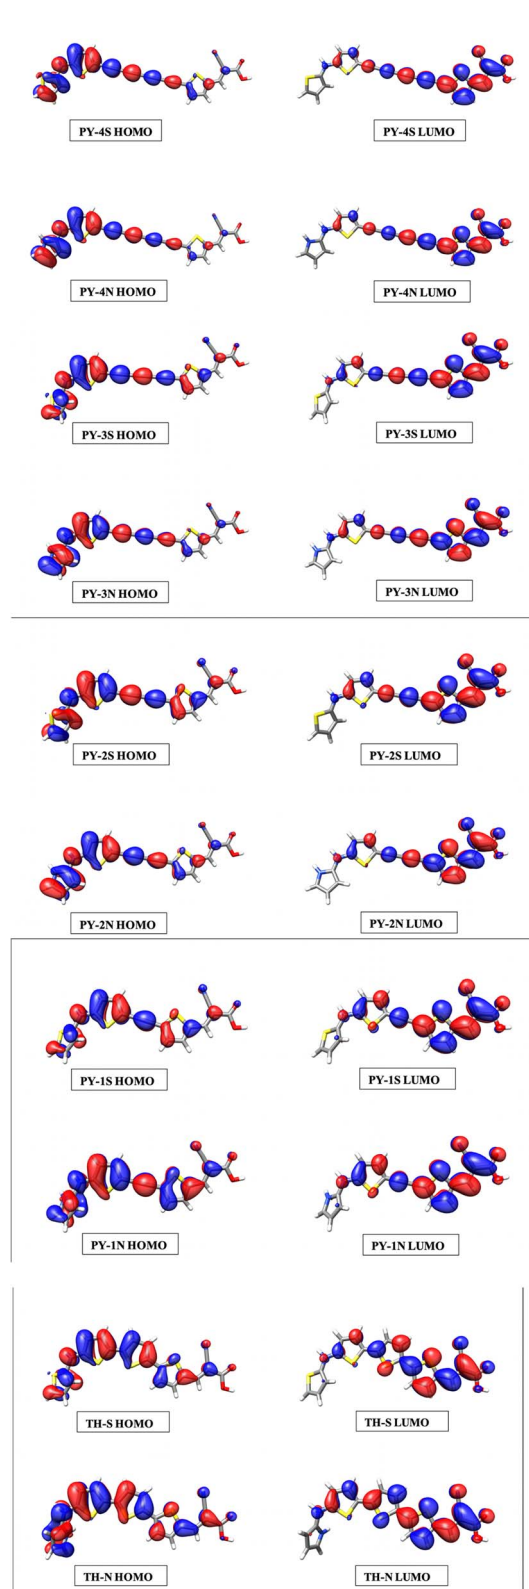 PY-4S HOMO
PY-4S LUMO
PY-4N HOMO
PY-4N LUMO
PY-3S HOMO
PY-3S LUMO
PY-3N HOMO
PY-3N LUMO
PY-2S HOMO
PY-2S LUMO
PY-2N HOMO
PY-2N LUMO
PY-1S HOMO
PY-1S LUMO
PY-1N HOMO
PY-1N LUMO
TH-S HOMO
TH-S LUMO
TH-N HOMO
TH-N LUMO